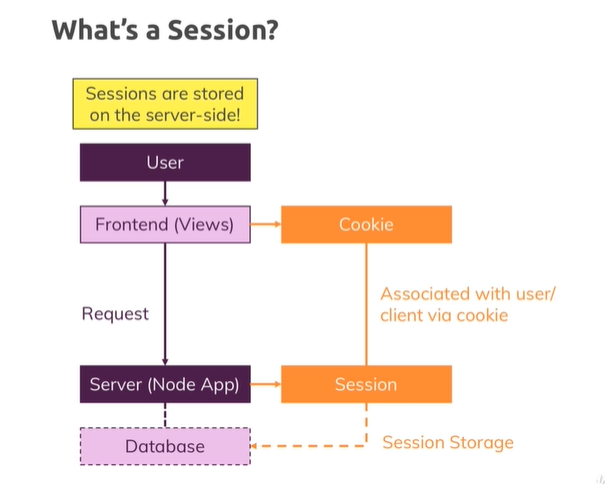 What's a Session?
Sessions are stored
on the server-side!
User
Frontend (Views)
Cookie
Request
Associated with user/
client via cookie
Server (Node App)
Session
Database
Session Storage